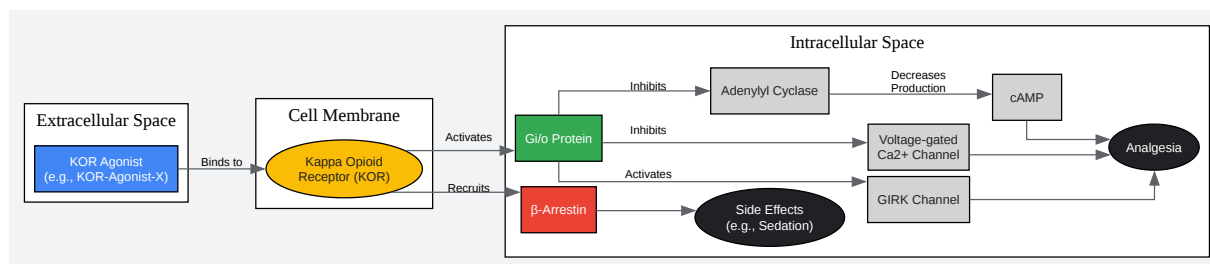 Extracellular Space
KOR Agonist
(e.g., KOR-Agonist-X)
Binds to
Cell Membrane
Kappa Opioid
Receptor (KOR)
Activates
Recruits
Intracellular Space
Gi/o Protein
β-Arrestin
Inhibits
Adenylyl Cyclase
Decreases
Production
cAMP
Inhibits
Voltage-gated
Ca2+ Channel
Activates
GIRK Channel
Side Effects
(e.g., Sedation)
Analgesia